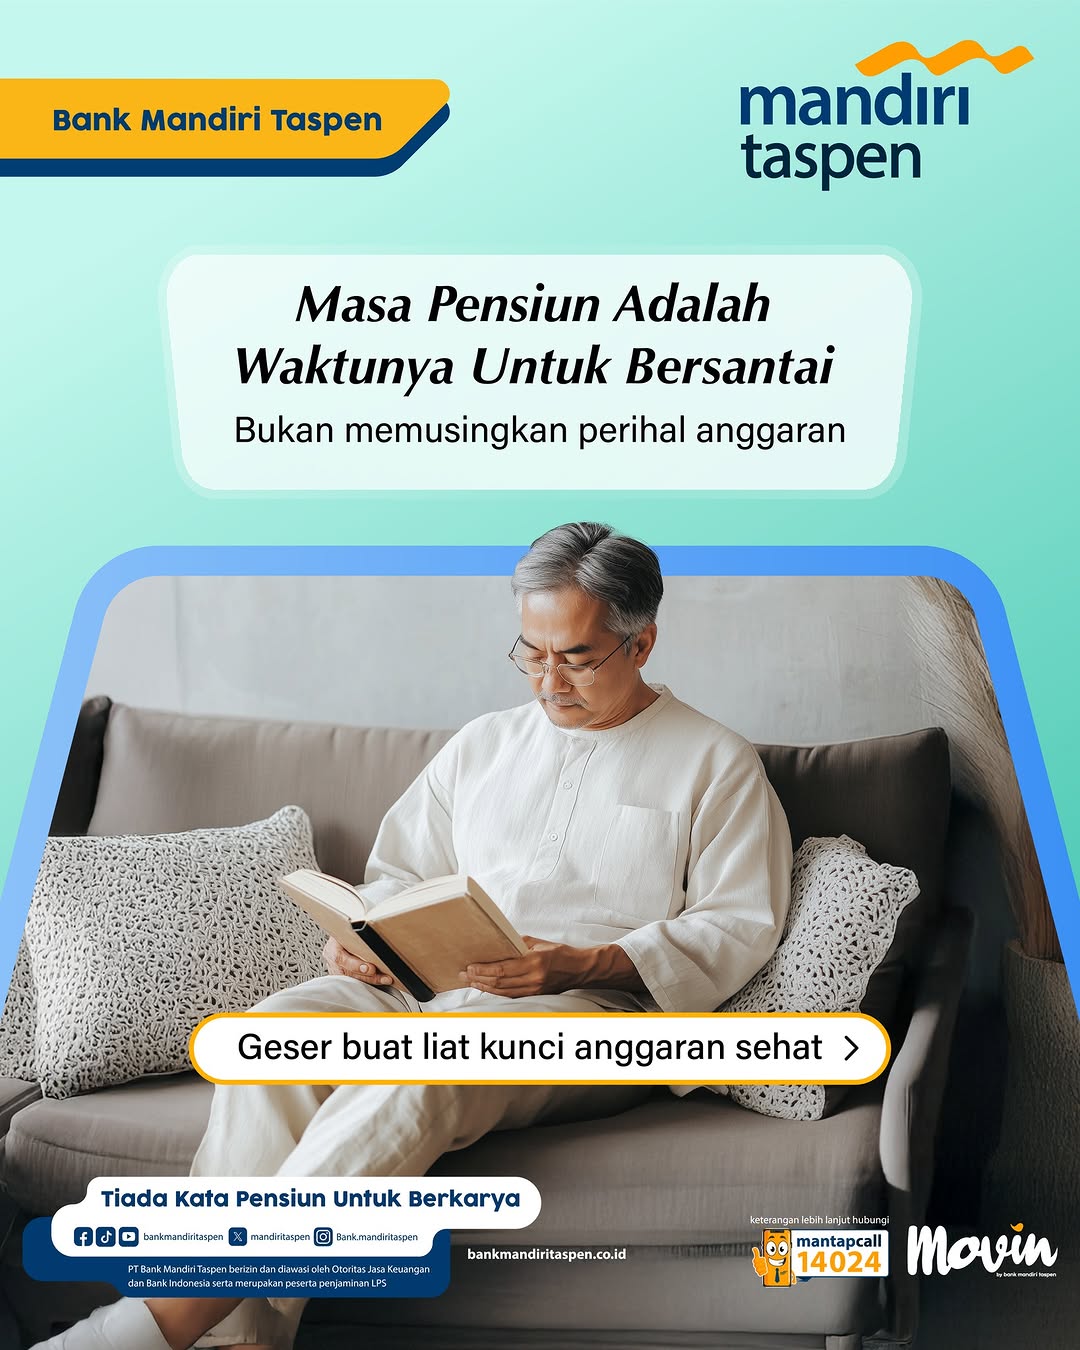 Bank Mandiri Taspen
mandiri
taspen
Masa Pensiun Adalah
Waktunya Untuk Bersantai
Bukan memusingkan perihal anggaran
Geser buat liat kunci anggaran sehat >
Tiada Kata Pensiun Untuk Berkarya
bankmandiritaspen mandiritaspen Bank.mandiritaspen
PT Bank Mandiri Taspen berizin dan diawasi oleh Otoritas Jasa Keuangan
dan Bank Indonesia serta merupakan peserta penjaminan LPS
bankmandiritaspen.co.id
keterangan lebih lanjut hubungi
mantapcall
14024
Movin
by bank mandiri taspen